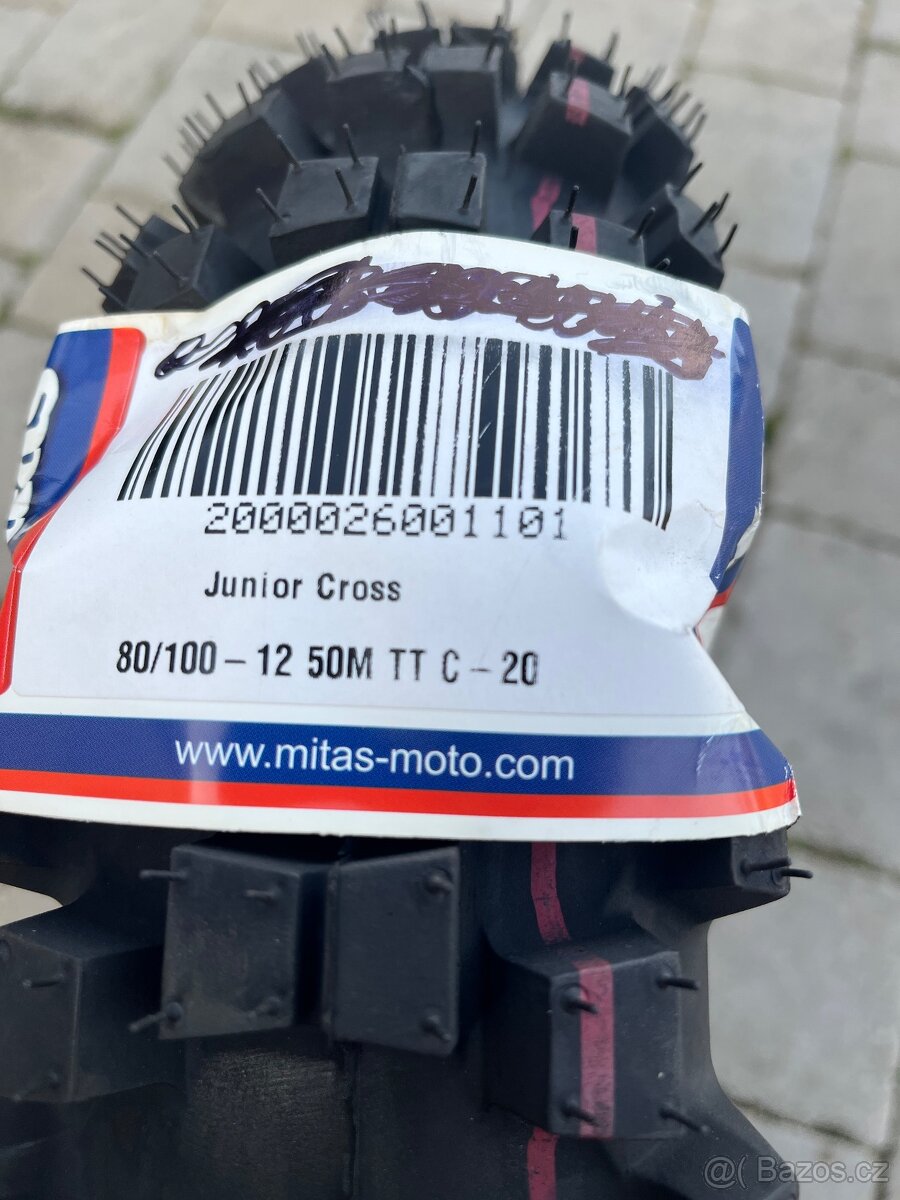 2000026001101
Junior Cross
80/100 - 12 50M TT C - 20
www.mitas-moto.com
@( Bazos.cz